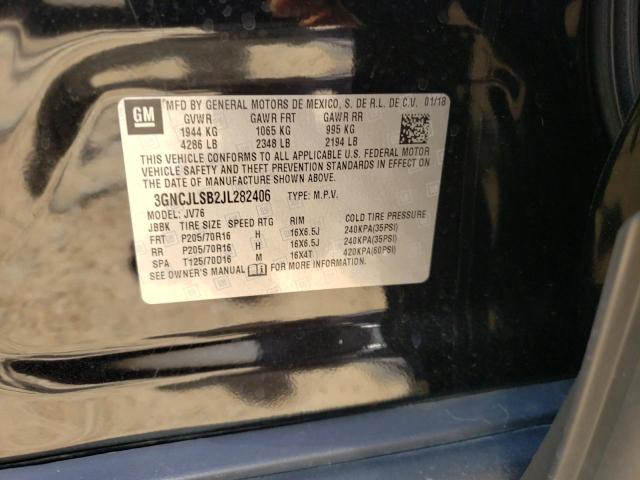 GM
MFD BY GENERAL MOTORS DE MEXICO, S. DE R.L. DE C.V. 01/18
GVWR GAWR FRT GAWR RR
1944 KG 1065 KG 995 KG
4286 LB 2348 LB 2194 LB
THIS VEHICLE CONFORMS TO ALL APPLICABLE U.S. FEDERAL MOTOR
VEHICLE SAFETY AND THEFT PREVENTION STANDARDS IN EFFECT ON
THE DATE OF MANUFACTURE SHOWN ABOVE.
3GNCJLSB2JL282406 TYPE: M.P.V.
MODEL: JV76
JBBK TIRE SIZE SPEED RTG RIM COLD TIRE PRESSURE
FRT P205/70R16 H 16X6.5J 240KPA(35PSI)
RR P205/70R16 H 16X6.5J 240KPA(35PSI)
SPA T125/70D16 M 16X4T 420KPA(60PSI)
SEE OWNER'S MANUAL FOR MORE INFORMATION.